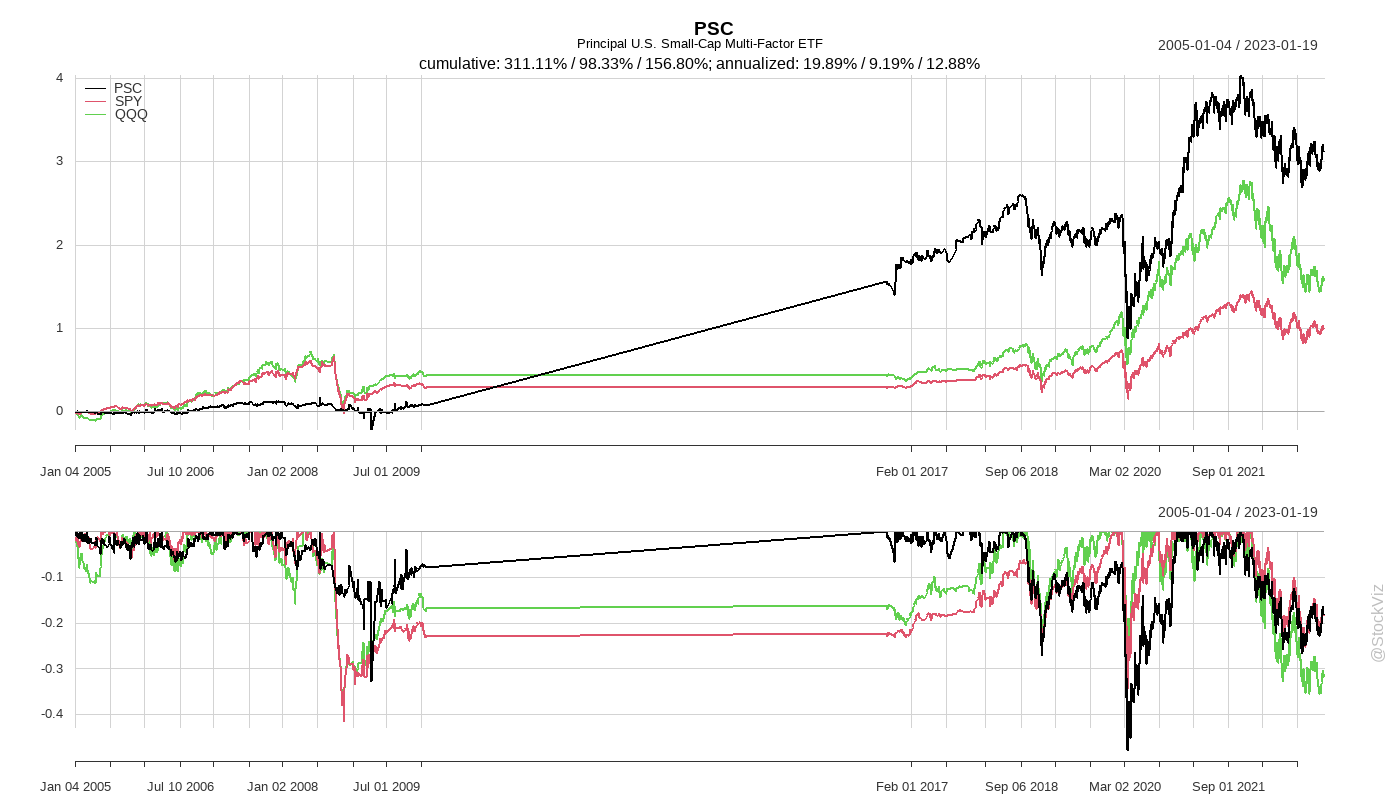 PSC
Principal U.S. Small-Cap Multi-Factor ETF
2005-01-04 / 2023-01-19
cumulative: 311.11% / 98.33% / 156.80%; annualized: 19.89% / 9.19% / 12.88%
PSC
SPY
QQQ
4
3
2
1
0
Jan 04 2005 Jul 10 2006 Jan 02 2008 Jul 01 2009 Feb 01 2017 Sep 06 2018 Mar 02 2020 Sep 01 2021
2005-01-04 / 2023-01-19
-0.1
-0.2
-0.3
-0.4
Jan 04 2005 Jul 10 2006 Jan 02 2008 Jul 01 2009 Feb 01 2017 Sep 06 2018 Mar 02 2020 Sep 01 2021
@StockViz